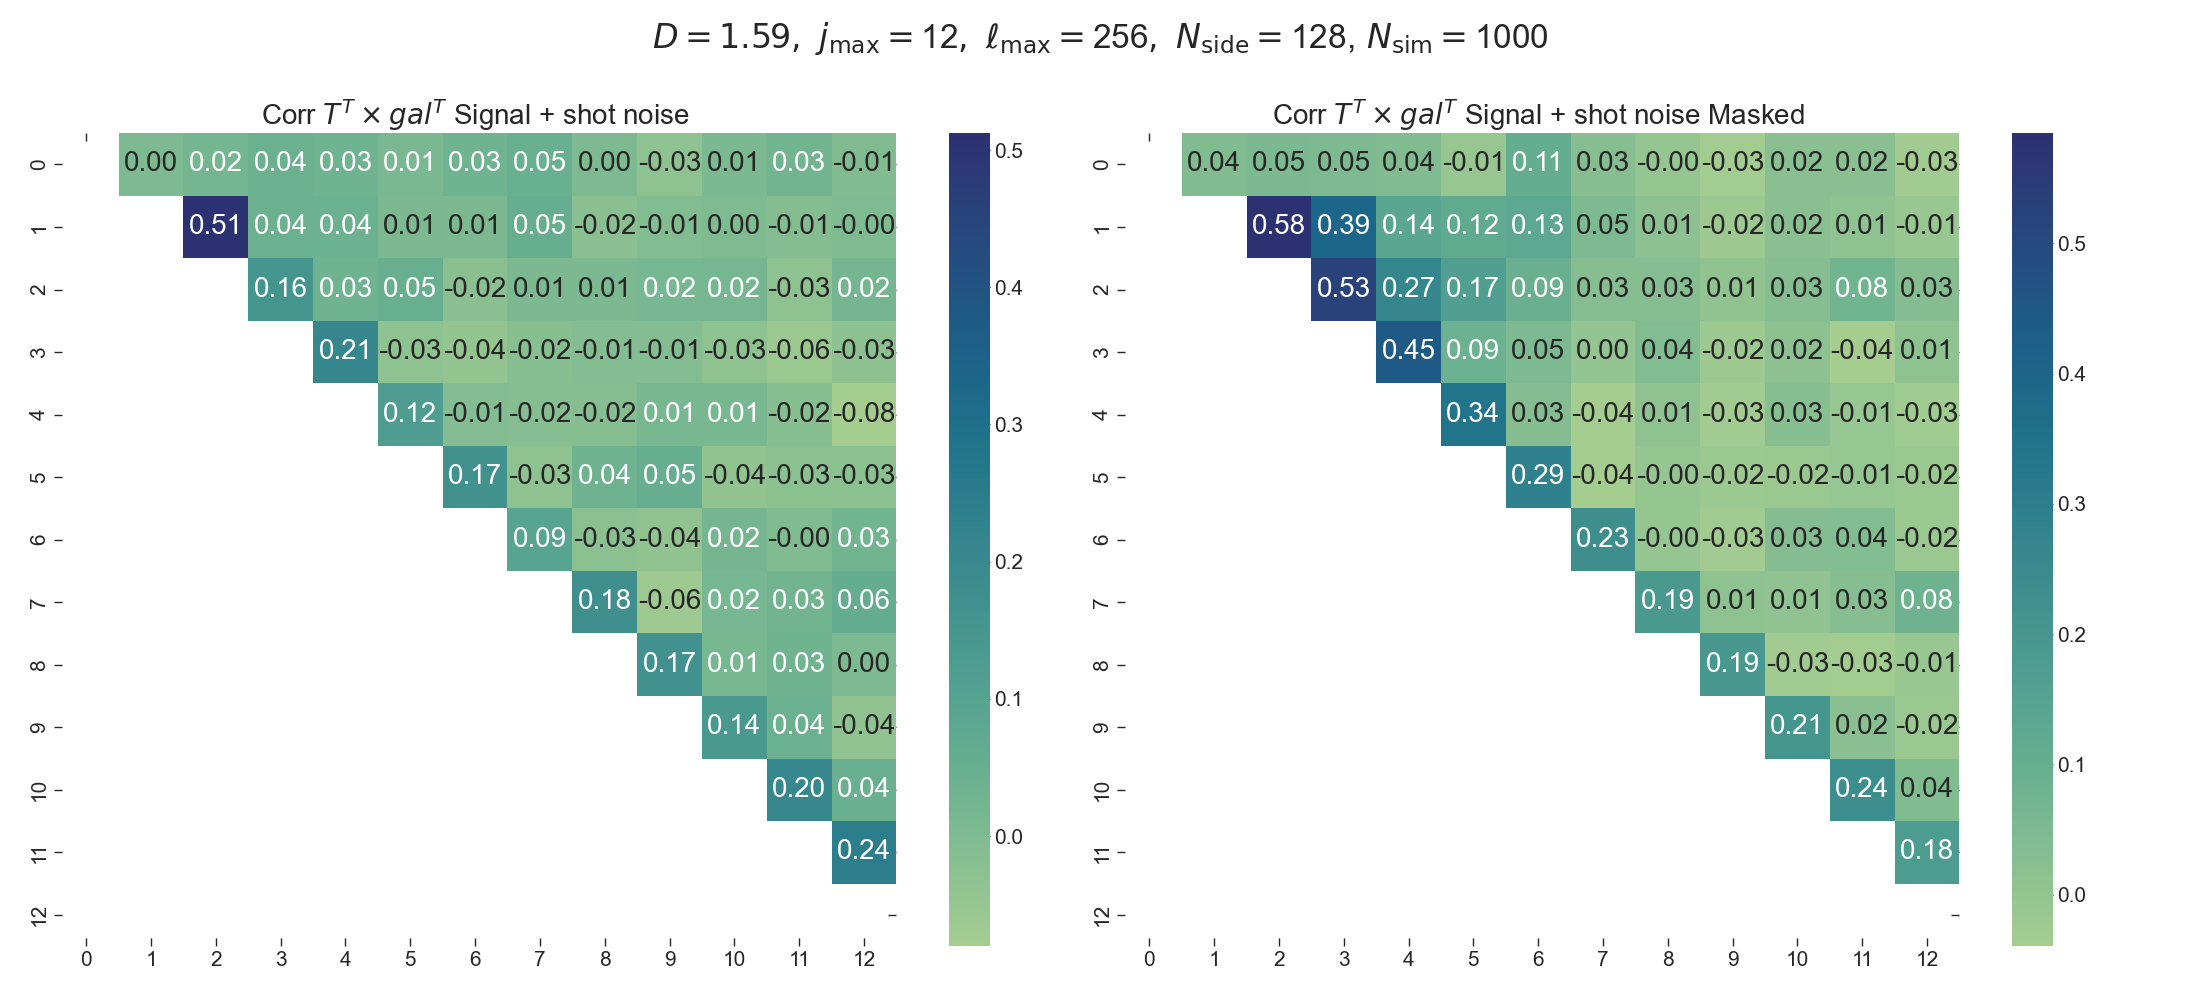 D = 1.59, j_max = 12, ℓ_max = 256, N_side = 128, N_sim = 1000
Corr T^T × gal^T Signal + shot noise
0 0.00 0.02 0.04 0.03 0.01 0.03 0.05 0.00 -0.03 0.01 0.03 -0.01
1 0.51 0.04 0.04 0.01 0.01 0.05 -0.02 -0.01 0.00 -0.01 -0.00
2 0.16 0.03 0.05 -0.02 0.01 0.01 0.02 0.02 -0.03 0.02
3 0.21 -0.03 -0.04 -0.02 -0.01 -0.01 -0.03 -0.06 -0.03
4 0.12 -0.01 -0.02 -0.02 0.01 0.01 -0.02 -0.08
5 0.17 -0.03 0.04 0.05 -0.04 -0.03 -0.03
6 0.09 -0.03 -0.04 0.02 -0.00 0.03
7 0.18 -0.06 0.02 0.03 0.06
8 0.17 0.01 0.03 0.00
9 0.14 0.04 -0.04
10 0.20 0.04
11 0.24
12
0 1 2 3 4 5 6 7 8 9 10 11 12
0.5
0.4
0.3
0.2
0.1
0.0
Corr T^T × gal^T Signal + shot noise Masked
0 0.04 0.05 0.05 0.04 -0.01 0.11 0.03 -0.00 -0.03 0.02 0.02 -0.03
1 0.58 0.39 0.14 0.12 0.13 0.05 0.01 -0.02 0.02 0.01 -0.01
2 0.53 0.27 0.17 0.09 0.03 0.03 0.01 0.03 0.08 0.03
3 0.45 0.09 0.05 0.00 0.04 -0.02 0.02 -0.04 0.01
4 0.34 0.03 -0.04 0.01 -0.03 0.03 -0.01 -0.03
5 0.29 -0.04 -0.00 -0.02 -0.02 -0.01 -0.02
6 0.23 -0.00 -0.03 0.03 0.04 -0.02
7 0.19 0.01 0.01 0.03 0.08
8 0.19 -0.03 -0.03 -0.01
9 0.21 0.02 -0.02
10 0.24 0.04
11 0.18
12
0 1 2 3 4 5 6 7 8 9 10 11 12
0.5
0.4
0.3
0.2
0.1
0.0